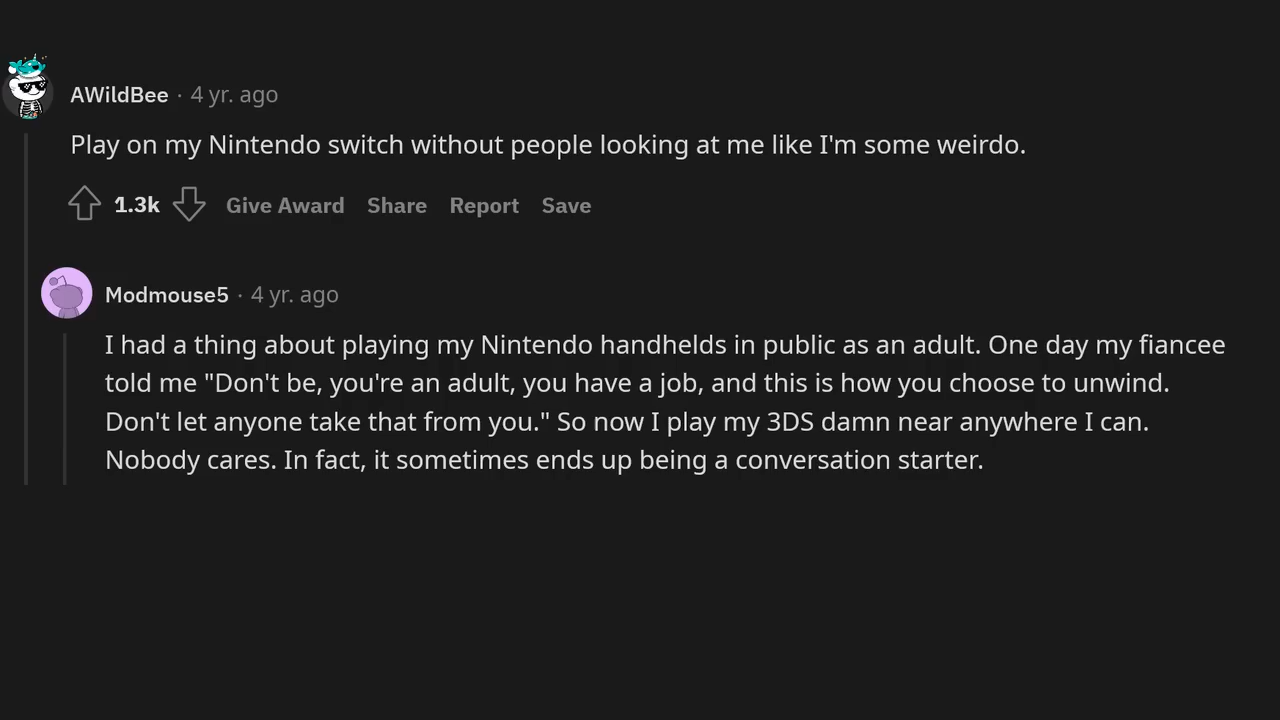 AWildBee · 4 yr. ago
Play on my Nintendo switch without people looking at me like I'm some weirdo.
1.3k Give Award Share Report Save
Modmouse5 · 4 yr. ago
I had a thing about playing my Nintendo handhelds in public as an adult. One day my fiancee
told me "Don't be, you're an adult, you have a job, and this is how you choose to unwind.
Don't let anyone take that from you." So now I play my 3DS damn near anywhere I can.
Nobody cares. In fact, it sometimes ends up being a conversation starter.